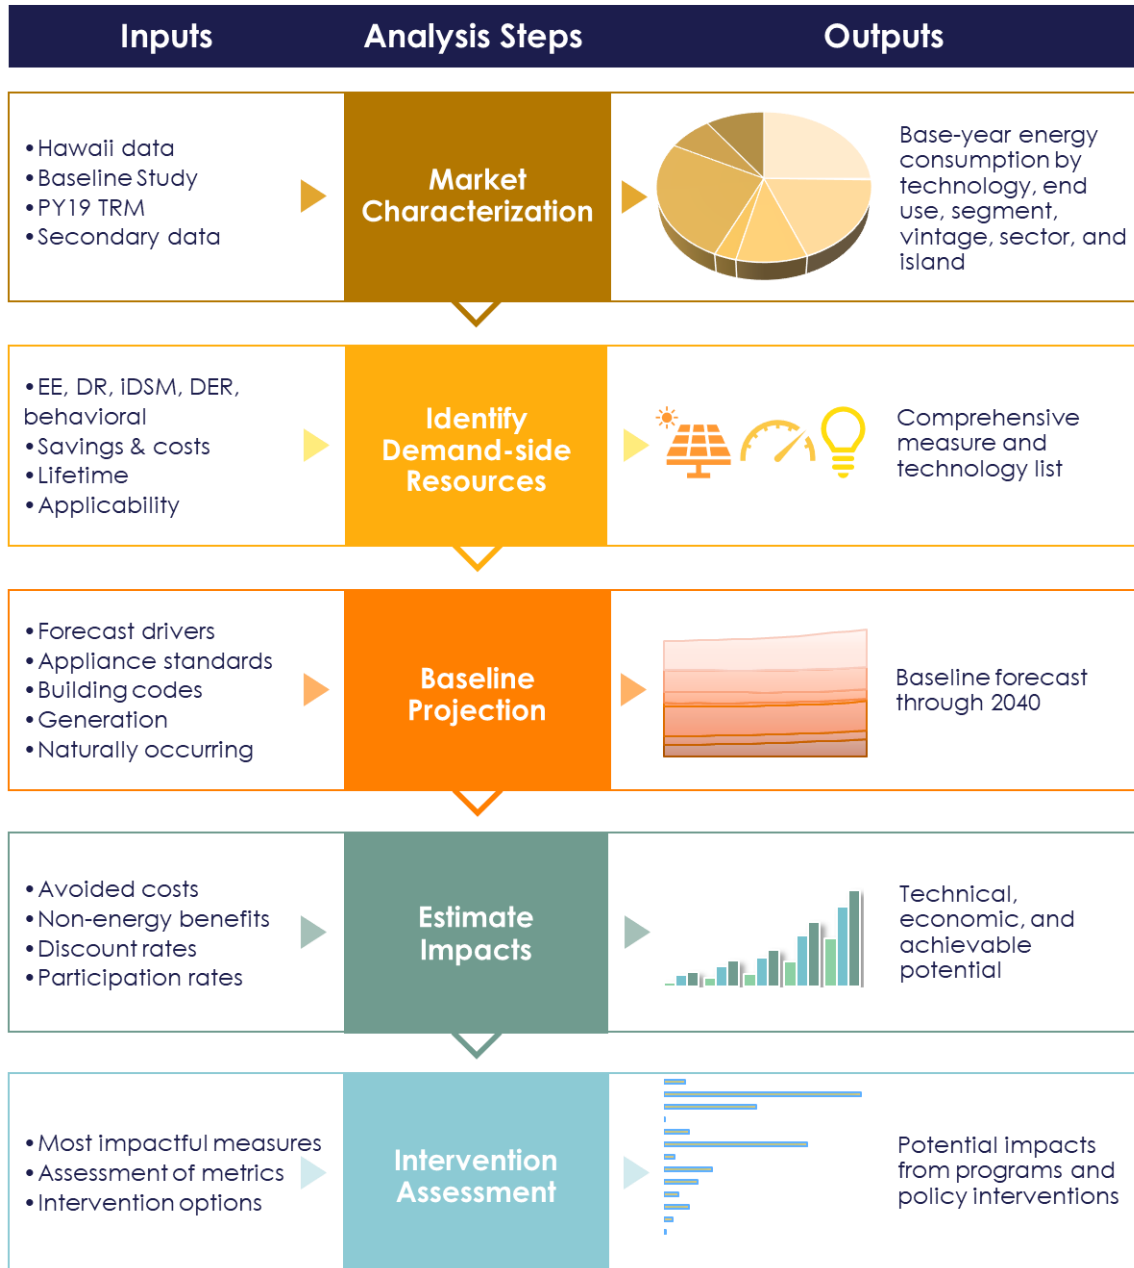 Inputs
Analysis Steps
Outputs
•Hawaii data
•Baseline Study
•PY19 TRM
•Secondary data
Market
Characterization
Base-year energy
consumption by
technology, end
use, segment,
vintage, sector, and
island
•EE, DR, iDSM, DER,
behavioral
•Savings & costs
•Lifetime
•Applicability
Identify
Demand-side
Resources
Comprehensive
measure and
technology list
•Forecast drivers
•Appliance standards
•Building codes
•Generation
•Naturally occurring
Baseline
Projection
Baseline forecast
through 2040
•Avoided costs
•Non-energy benefits
•Discount rates
•Participation rates
Estimate
Impacts
Technical,
economic, and
achievable
potential
•Most impactful measures
•Assessment of metrics
•Intervention options
Intervention
Assessment
Potential impacts
from programs and
policy interventions